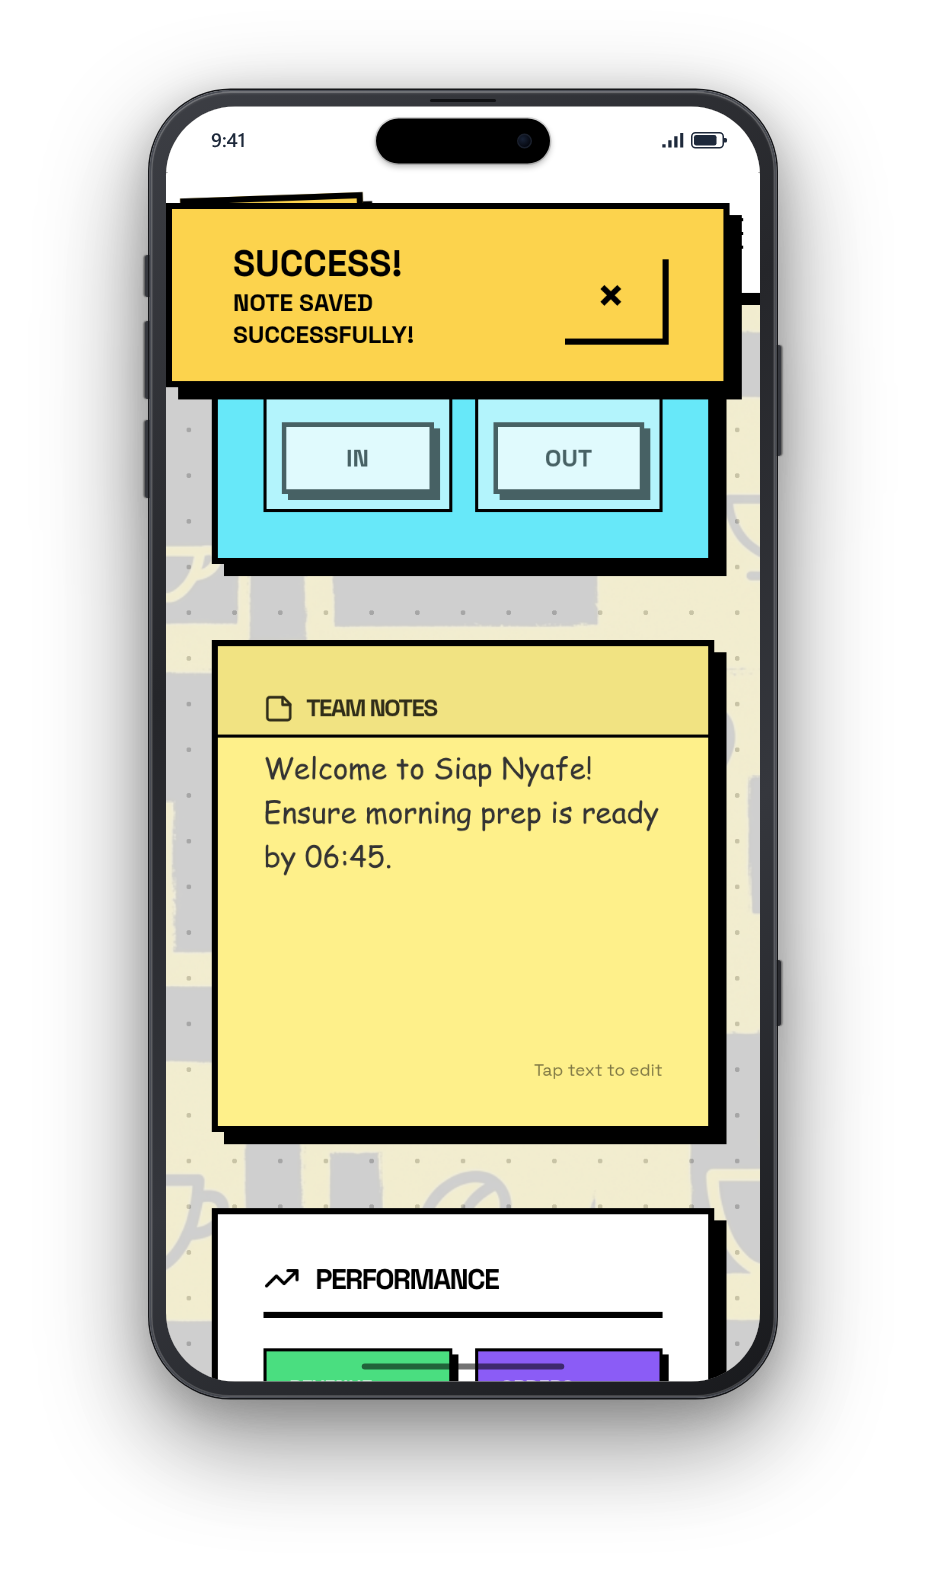 9:41
SUCCESS!
NOTE SAVED
SUCCESSFULLY!
IN
OUT
TEAM NOTES
Welcome to Siap Nyafe!
Ensure morning prep is ready
by 06:45.
Tap text to edit
PERFORMANCE